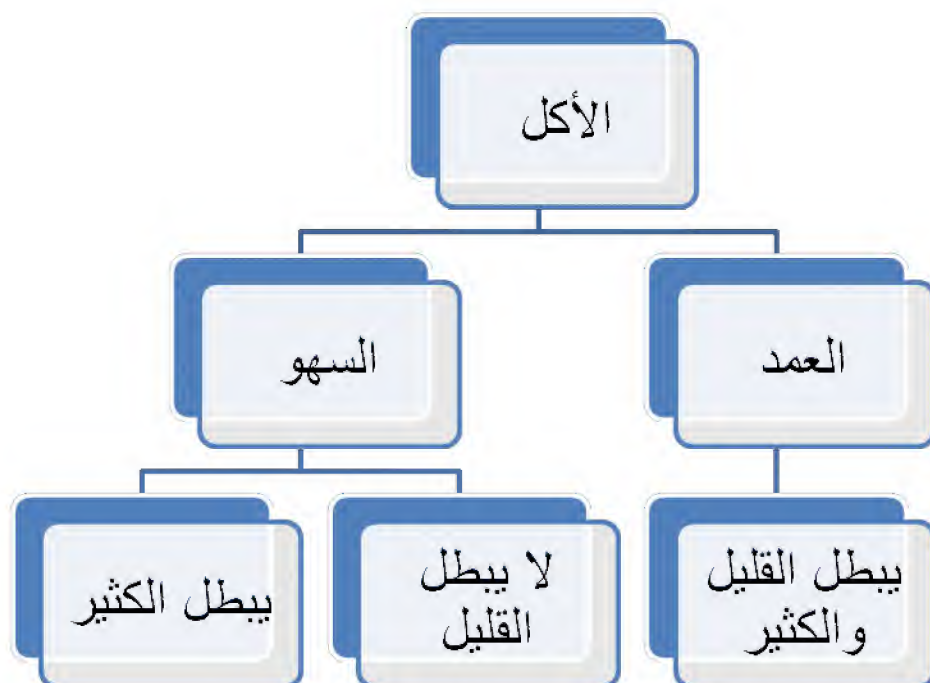 الأكل
العمد
السهو
يبطل القليل
والكثير
لا يبطل
القليل
يبطل الكثير